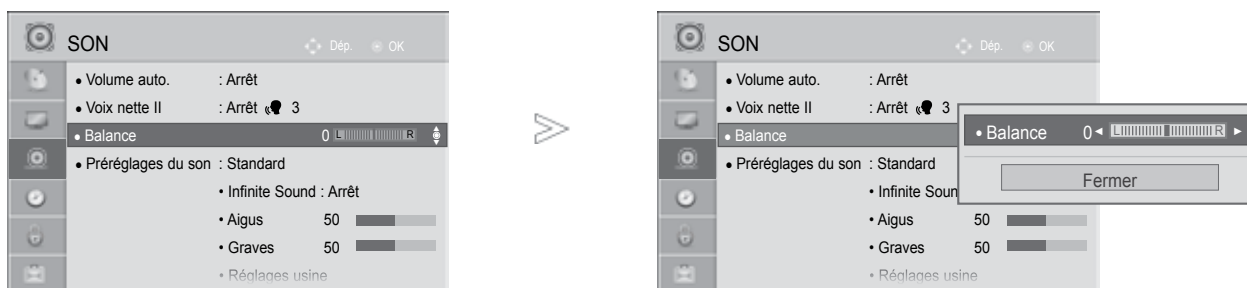 SON
Dép. OK
• Volume auto. : Arrêt
• Voix nette II : Arrêt 3
• Balance 0 L R
• Préréglages du son : Standard
• Infinite Sound : Arrêt
• Aigus 50
• Graves 50
• Réglages usine
SON
Dép. OK
• Volume auto. : Arrêt
• Voix nette II : Arrêt 3
• Balance
• Préréglages du son : Standard
• Infinite Soun
• Aigus 50
• Graves 50
• Réglages usine
• Balance 0 L R
Fermer